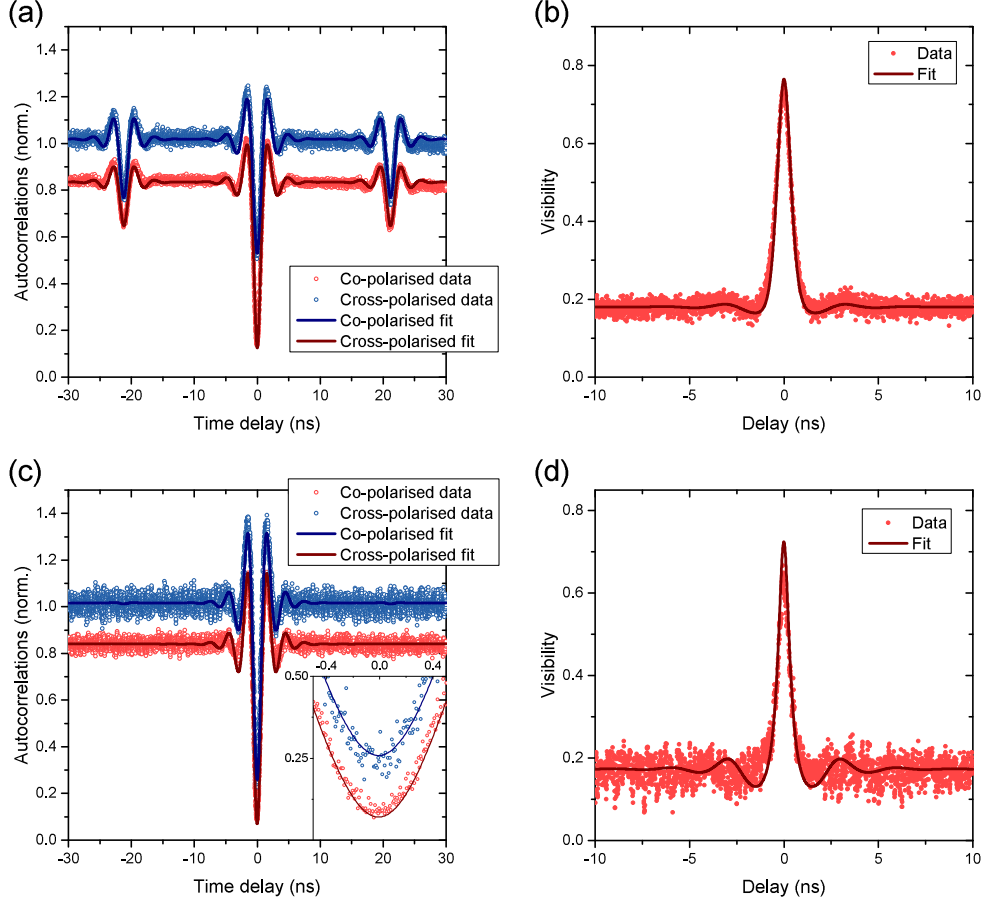 (a)
Autocorrelations (norm.)
1.4
1.2
1.0
0.8
0.6
0.4
0.2
0.0
-30 -20 -10 0 10 20 30
Time delay (ns)
Co-polarised data
Cross-polarised data
Co-polarised fit
Cross-polarised fit
(b)
Visibility
0.8
0.6
0.4
0.2
0.0
-10 -5 0 5 10
Delay (ns)
Data
Fit
(c)
Autocorrelations (norm.)
1.4
1.2
1.0
0.8
0.6
0.4
0.2
0.0
-30 -20 -10 0 10 20 30
Time delay (ns)
Co-polarised data
Cross-polarised data
Co-polarised fit
Cross-polarised fit
-0.4 0.0 0.4
0.50
0.25
(d)
Visibility
0.8
0.6
0.4
0.2
0.0
-10 -5 0 5 10
Delay (ns)
Data
Fit